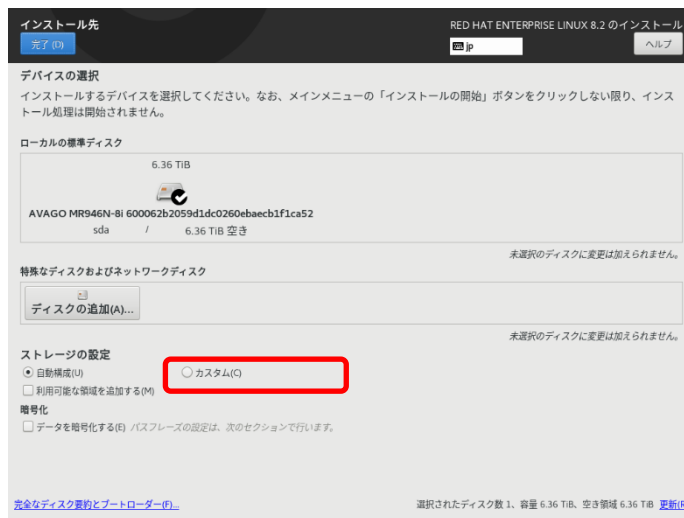 インストール先
RED HAT ENTERPRISE LINUX 8.2 のインストール
完了 (D)
jp
ヘルプ
デバイスの選択
インストールするデバイスを選択してください。なお、メインメニューの「インストールの開始」ボタンをクリックしない限り、インス
トール処理は開始されません。
ローカルの標準ディスク
6.36 TiB
AVAGO MR946N-8i 600062b2059d1dc0260ebaecb1f1ca52
sda / 6.36 TiB 空き
未選択のディスクに変更は加えられません。
特殊なディスクおよびネットワークディスク
ディスクの追加(A)...
未選択のディスクに変更は加えられません。
ストレージの設定
自動構成(U)
カスタム(C)
利用可能な領域を追加する(M)
暗号化
データを暗号化する(E) パスフレーズの設定は、次のセクションで行います。
完全なディスク要約とブートローダー(F)...
選択されたディスク数 1、容量 6.36 TiB、空き領域 6.36 TiB 更新(R